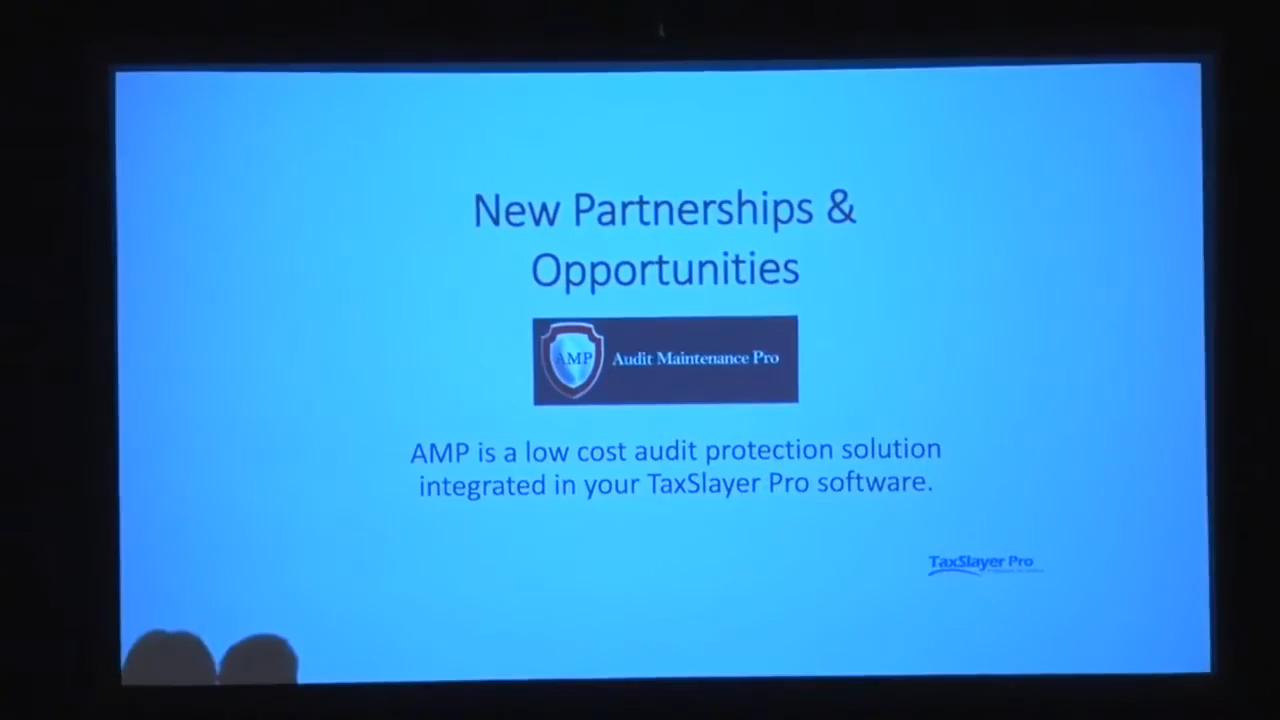 New Partnerships &
Opportunities
AMP
Audit Maintenance Pro
AMP is a low cost audit protection solution
integrated in your TaxSlayer Pro software.
TaxSlayer Pro